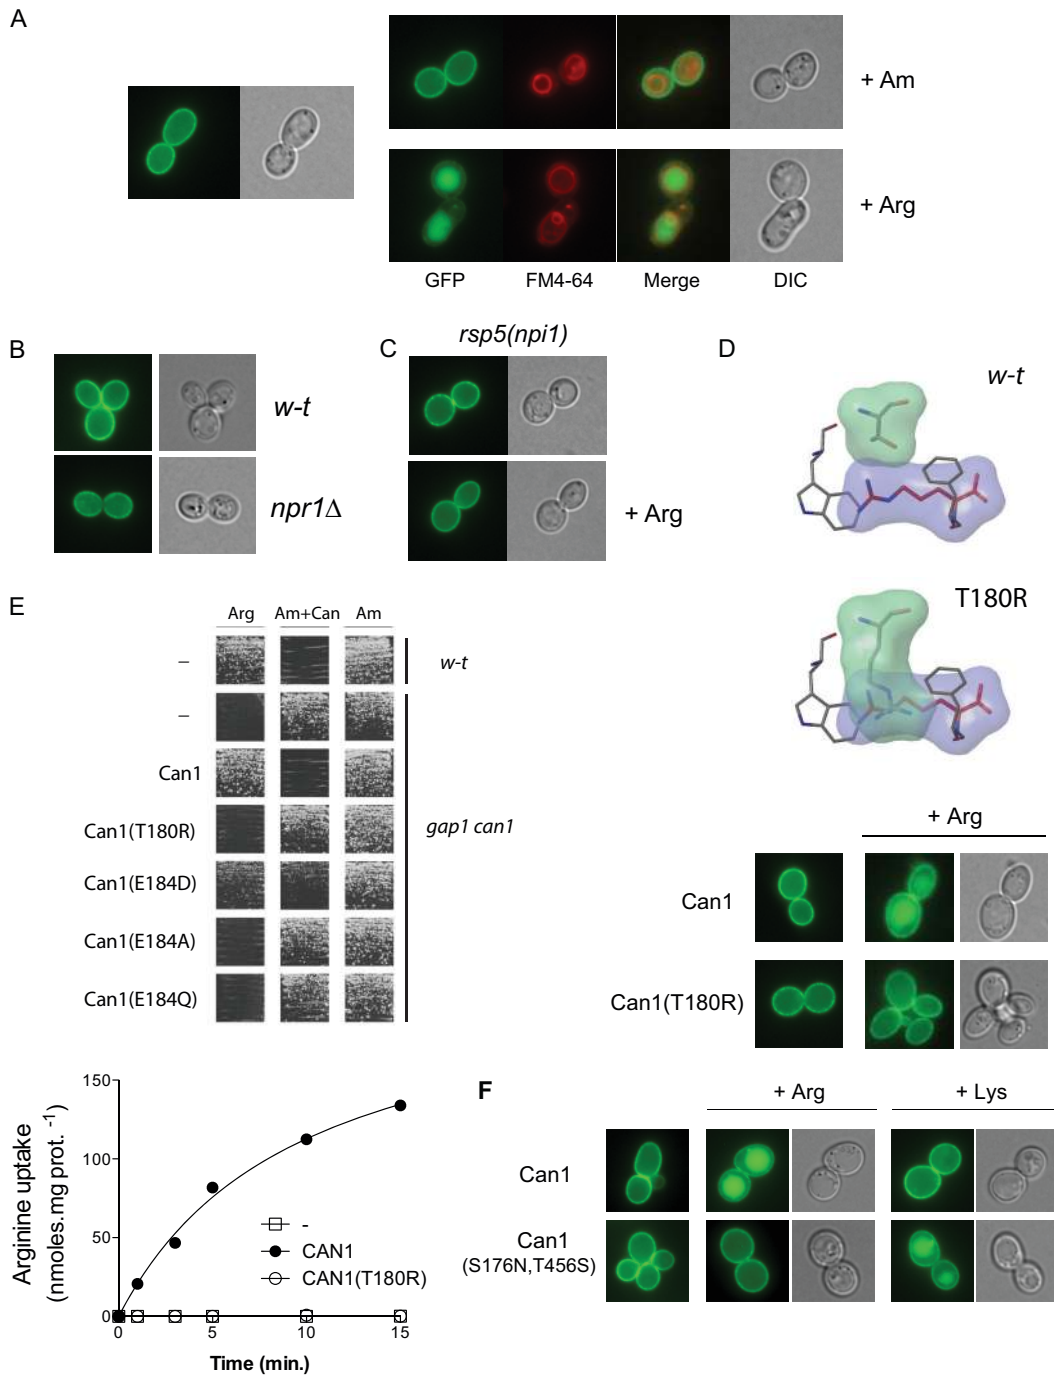 A
+ Am
+ Arg
GFP FM4-64 Merge DIC
B
w-t
npr1Δ
C
rsp5(npi1)
+ Arg
D
w-t
T180R
+ Arg
Can1
Can1(T180R)
E
Arg Am+Can Am
–
w-t
–
Can1
Can1(T180R)
gap1 can1
Can1(E184D)
Can1(E184A)
Can1(E184Q)
Arginine uptake
(nmoles.mg prot. -1)
150
100
50
0
0 5 10 15
Time (min.)
-
CAN1
CAN1(T180R)
F
+ Arg + Lys
Can1
Can1
(S176N,T456S)